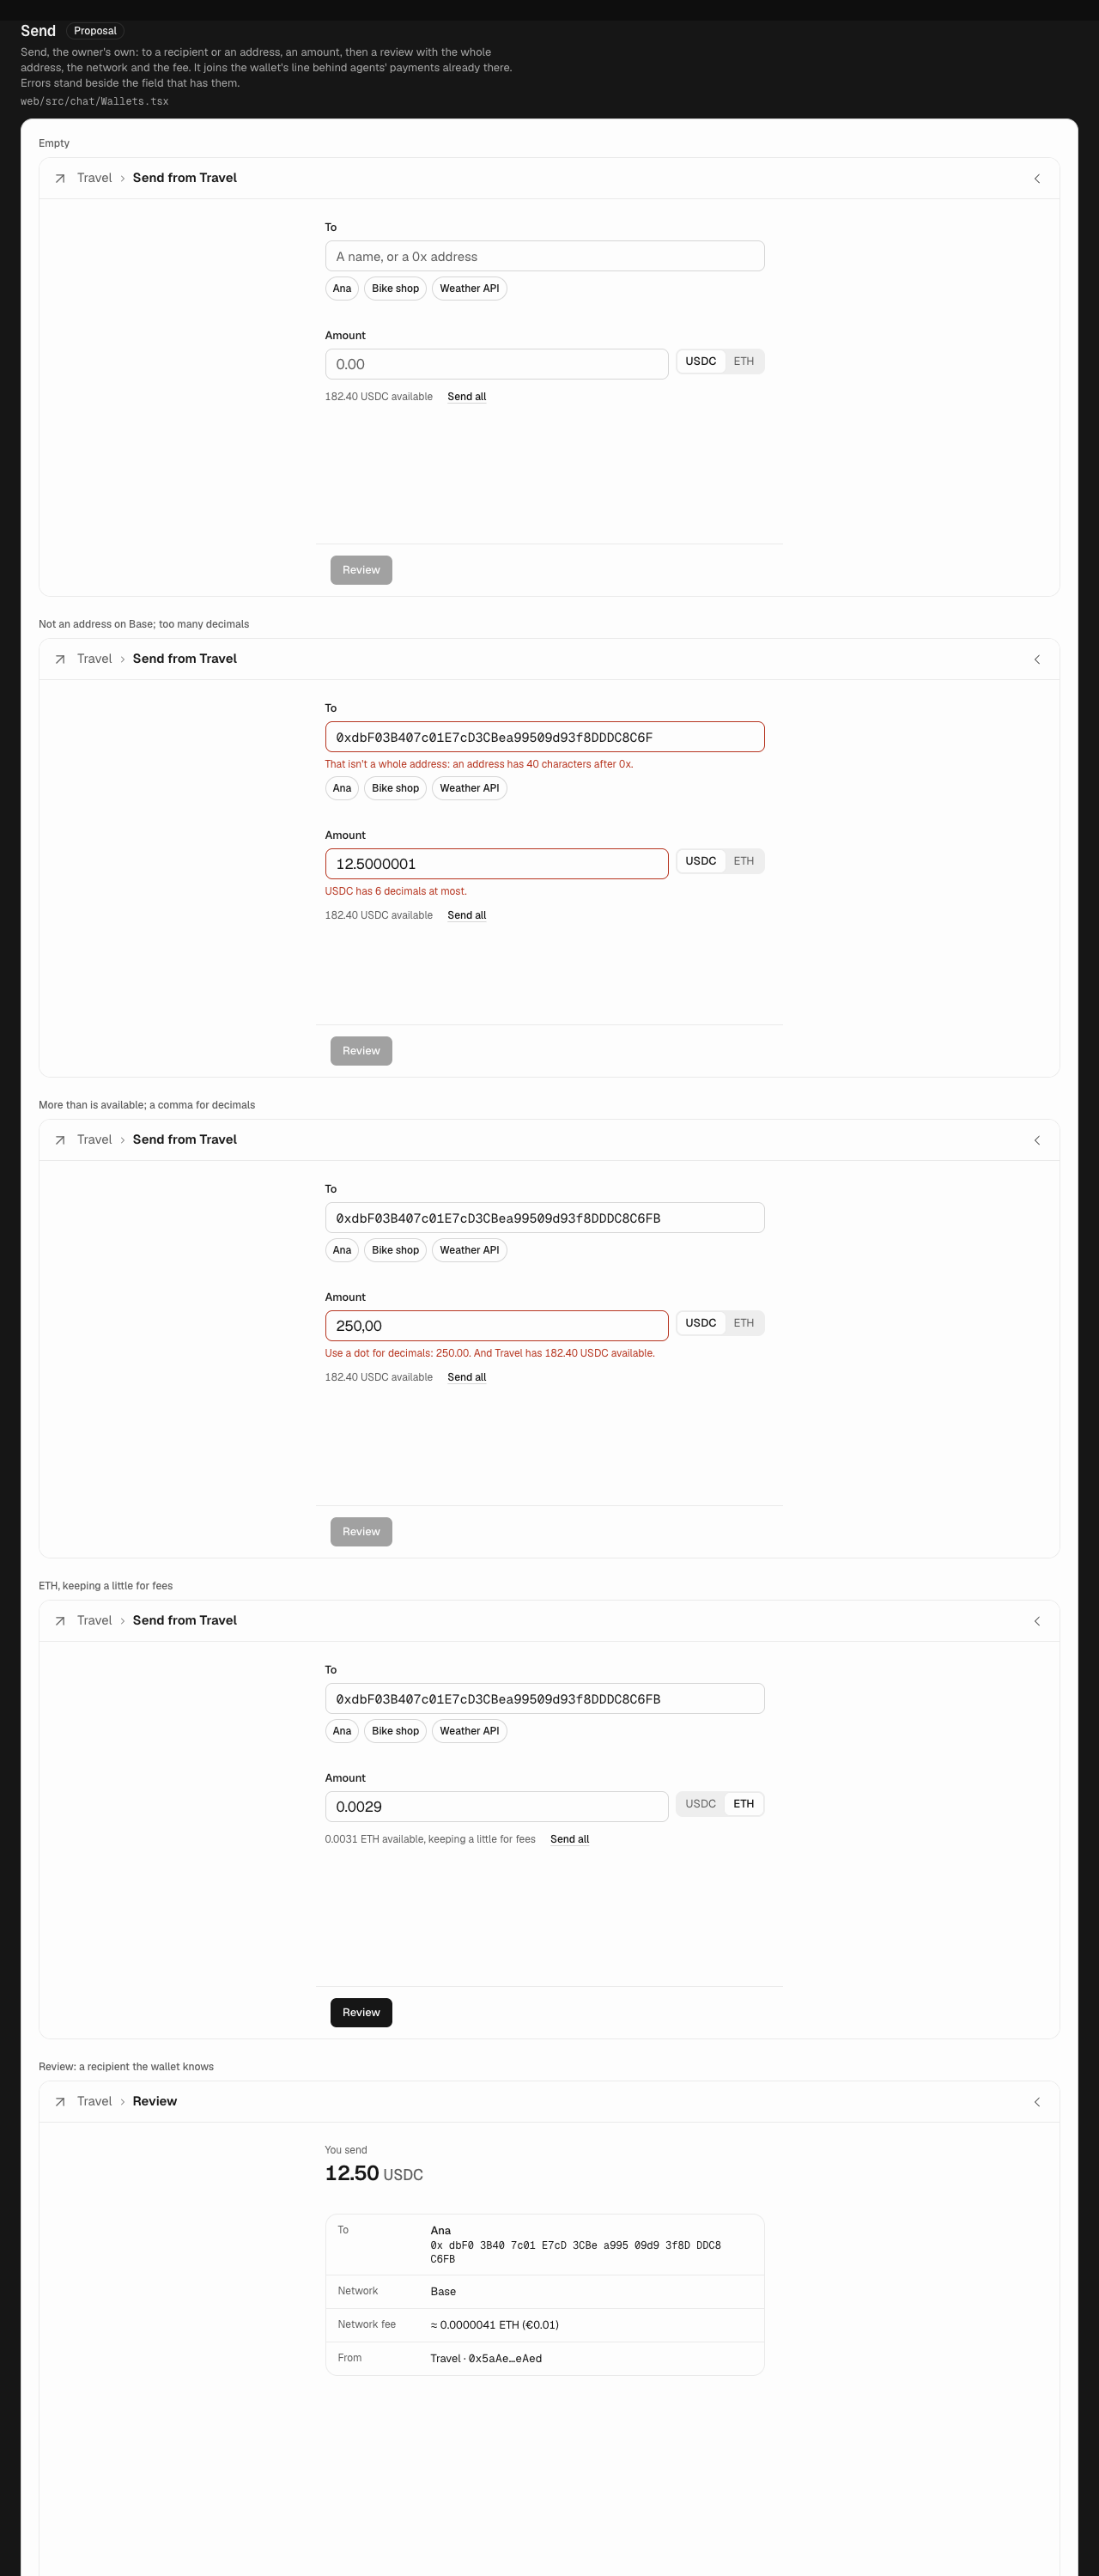 Send Proposal
Send, the owner's own: to a recipient or an address, an amount, then a review with the whole
address, the network and the fee. It joins the wallet's line behind agents' payments already there.
Errors stand beside the field that has them.
web/src/chat/Wallets.tsx
Empty
Travel › Send from Travel
To
A name, or a 0x address
Ana Bike shop Weather API
Amount
0.00 USDC ETH
182.40 USDC available Send all
Review
Not an address on Base; too many decimals
Travel › Send from Travel
To
0xdbF03B407c01E7cD3CBea99509d93f8DDDC8C6F
That isn't a whole address: an address has 40 characters after 0x.
Ana Bike shop Weather API
Amount
12.5000001 USDC ETH
USDC has 6 decimals at most.
182.40 USDC available Send all
Review
More than is available; a comma for decimals
Travel › Send from Travel
To
0xdbF03B407c01E7cD3CBea99509d93f8DDDC8C6FB
Ana Bike shop Weather API
Amount
250,00 USDC ETH
Use a dot for decimals: 250.00. And Travel has 182.40 USDC available.
182.40 USDC available Send all
Review
ETH, keeping a little for fees
Travel › Send from Travel
To
0xdbF03B407c01E7cD3CBea99509d93f8DDDC8C6FB
Ana Bike shop Weather API
Amount
0.0029 USDC ETH
0.0031 ETH available, keeping a little for fees Send all
Review
Review: a recipient the wallet knows
Travel › Review
You send
12.50 USDC
To Ana
0x dbF0 3B40 7c01 E7cD 3CBe a995 09d9 3f8D DDC8
C6FB
Network Base
Network fee ≈ 0.0000041 ETH (€0.01)
From Travel · 0x5aAe…eAed